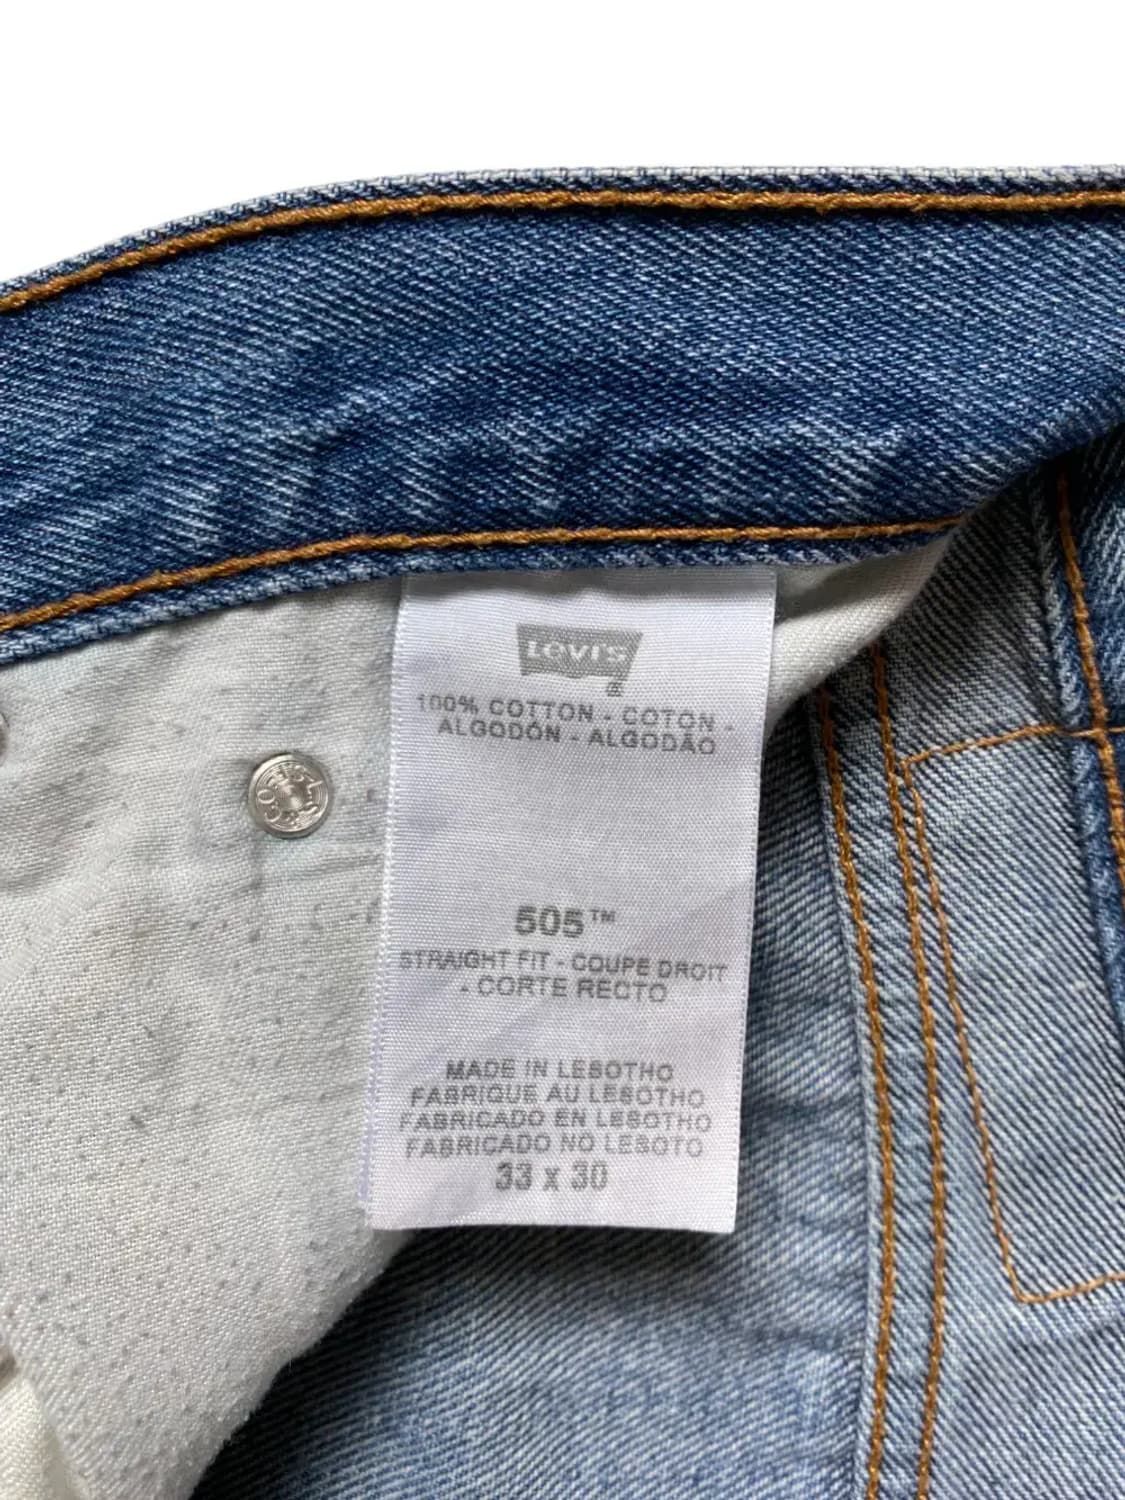 Levi's
®
100% COTTON - COTON -
ALGODÓN - ALGODÃO
505™
STRAIGHT FIT - COUPE DROIT
- CORTE RECTO
MADE IN LESOTHO
FABRIQUE AU LESOTHO
FABRICADO EN LESOTHO
FABRICADO NO LESOTO
33 x 30